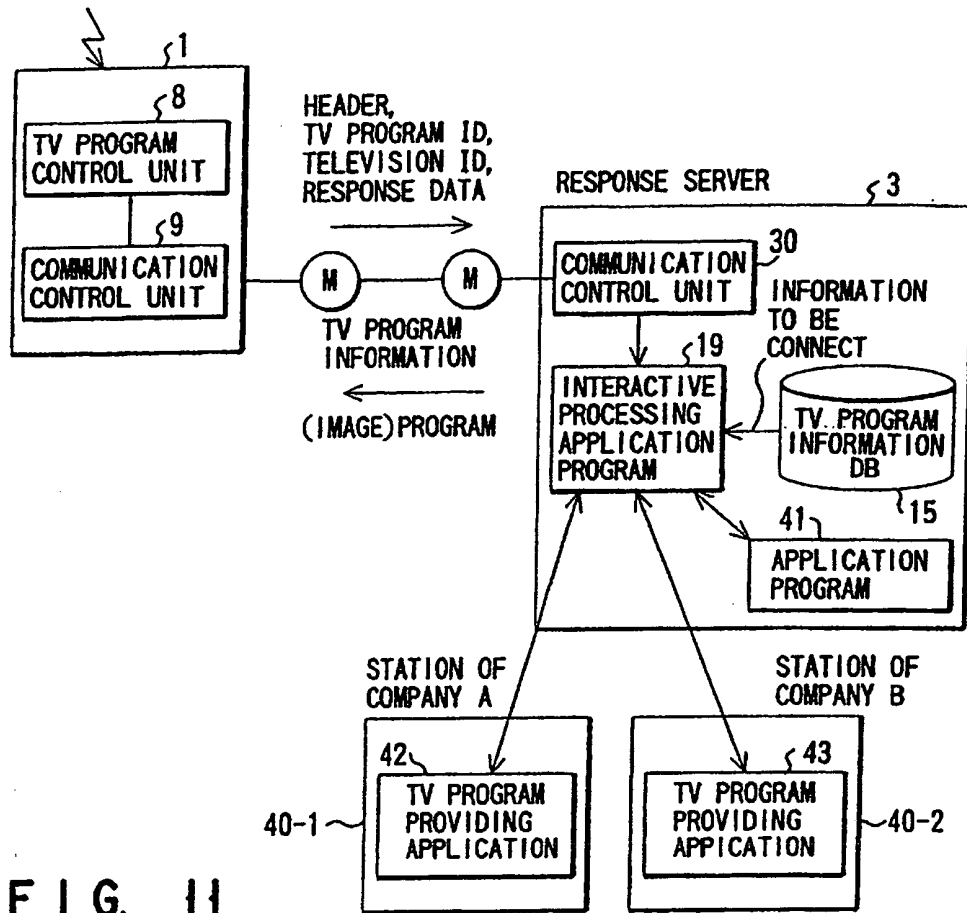 1
8
TV PROGRAM
CONTROL UNIT
9
COMMUNICATION
CONTROL UNIT
HEADER,
TV PROGRAM ID,
TELEVISION ID,
RESPONSE DATA
M
M
TV PROGRAM
INFORMATION
(IMAGE)PROGRAM
RESPONSE SERVER
3
30
COMMUNICATION
CONTROL UNIT
INFORMATION
TO BE
CONNECT
19
INTERACTIVE
PROCESSING
APPLICATION
PROGRAM
TV PROGRAM
INFORMATION
DB
15
41
APPLICATION
PROGRAM
STATION OF
COMPANY A
42
TV PROGRAM
PROVIDING
APPLICATION
40-1
STATION OF
COMPANY B
43
TV PROGRAM
PROVIDING
APPICATION
40-2
FIG. 11